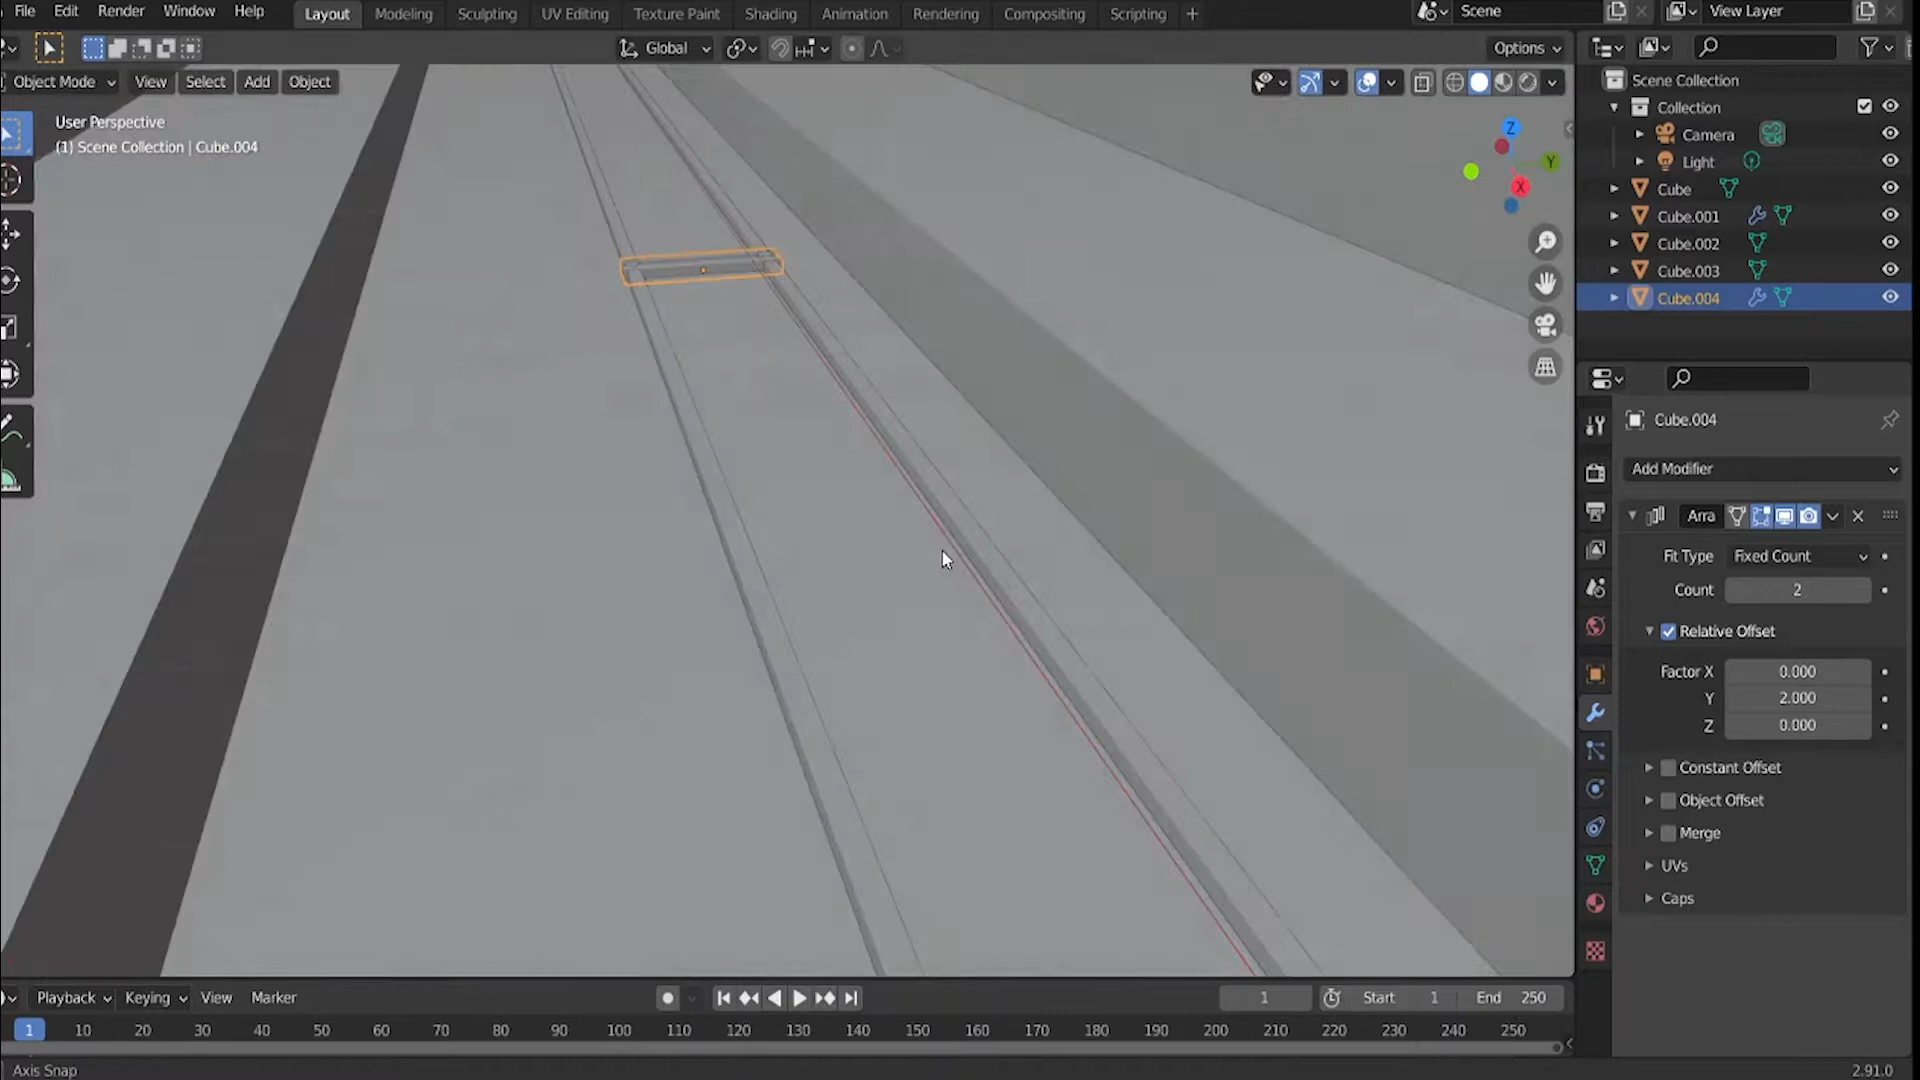 File Edit Render Window Help Layout Modeling Sculpting UV Editing Texture Paint Shading Animation Rendering Compositing Scripting + Scene View Layer
Global Options
Object Mode View Select Add Object
User Perspective
(1) Scene Collection | Cube.004
Z
Y
X
Scene Collection
Collection
Camera
Light
Cube
Cube.001
Cube.002
Cube.003
Cube.004
Cube.004
Add Modifier
Arra
Fit Type Fixed Count
Count 2
Relative Offset
Factor X 0.000
Y 2.000
Z 0.000
Constant Offset
Object Offset
Merge
UVs
Caps
Playback Keying View Marker 1 Start 1 End 250
1 10 20 30 40 50 60 70 80 90 100 110 120 130 140 150 160 170 180 190 200 210 220 230 240 250
Axis Snap 2.91.0